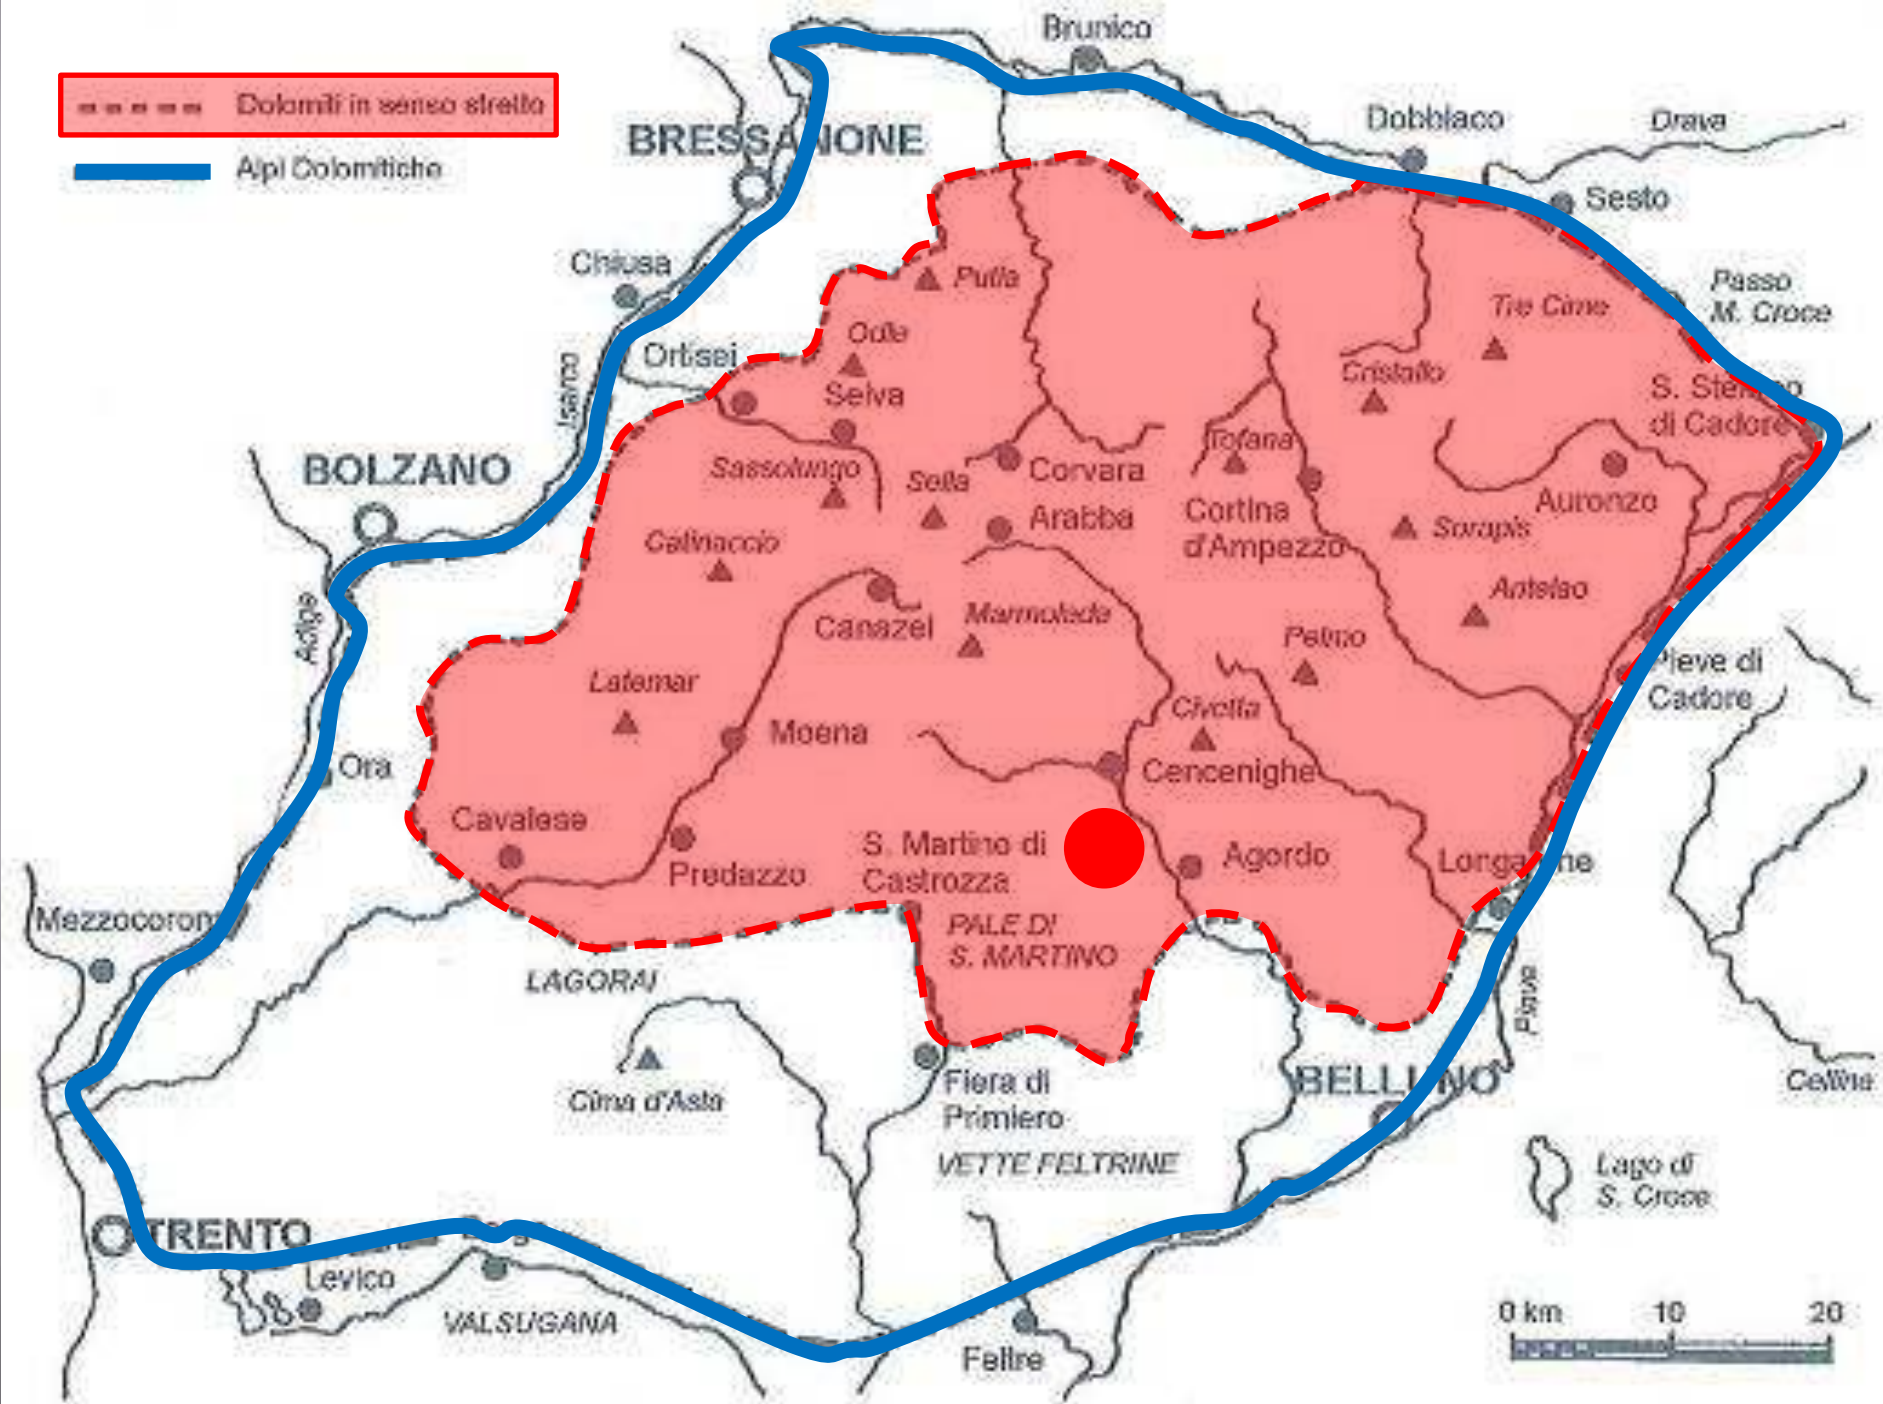 Brunico
Dolomiti in senso stretto
Alpi Dolomitiche
BRESSANONE
Dobbiaco
Drava
Sesto
Chiusa
Putia
Passo
M. Croce
Tre Cime
Odle
Ortisei
Isarco
Selva
Cristallo
S. Stefano
di Cadore
BOLZANO
Sassolungo
Sella
Corvara
Tofana
Auronzo
Arabba
Cortina
d'Ampezzo
Sorapis
Catinaccio
Antelao
Adige
Canazei
Marmolada
Pelmo
Pieve di
Cadore
Latemar
Civetta
Moena
Ora
Cencenighe
Cavalese
S. Martino di
Castrozza
Agordo
Longarone
Predazzo
Mezzocorona
PALE DI
S. MARTINO
LAGORAI
Piave
Cima d'Asta
Fiera di
Primiero
BELLUNO
Cellina
VETTE FELTRINE
Lago di
S. Croce
TRENTO
Levico
VALSUGANA
Feltre
0 km 10 20